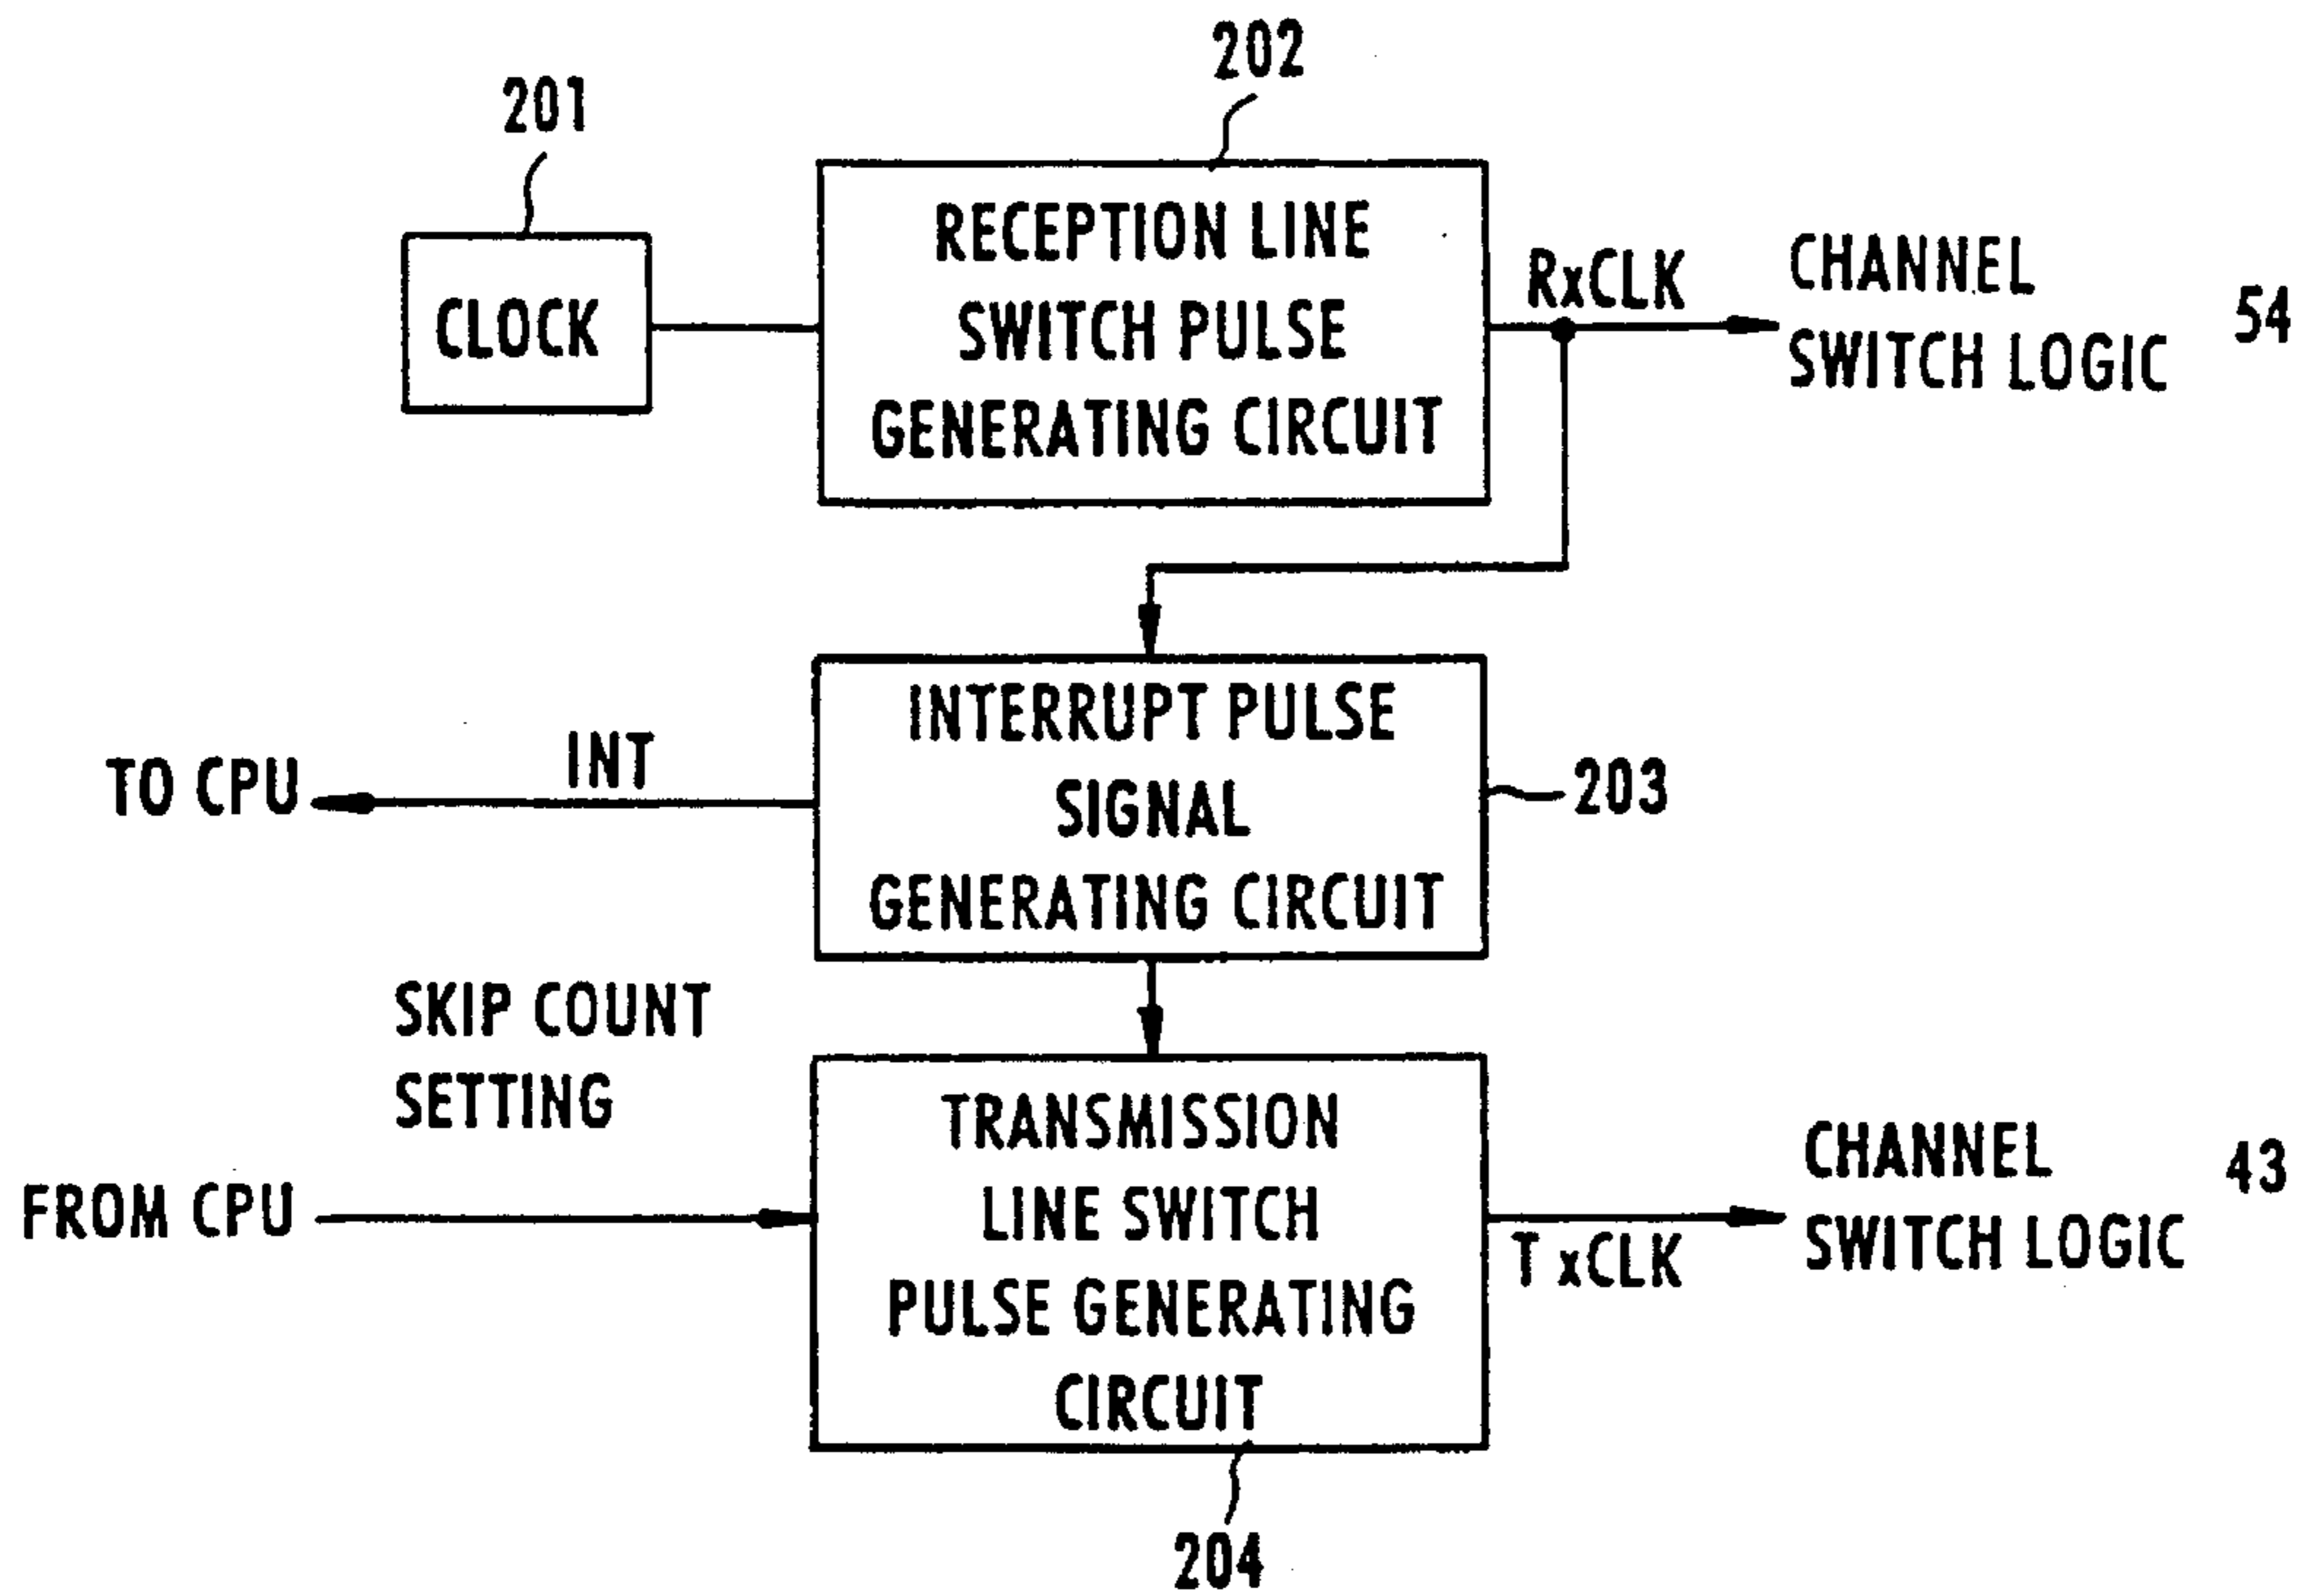 202
201
RECEPTION LINE
SWITCH PULSE
GENERATING CIRCUIT
CLOCK
RxCLK
CHANNEL
SWITCH LOGIC
54
INTERRUPT PULSE
SIGNAL
GENERATING CIRCUIT
203
TO CPU
INT
SKIP COUNT
SETTING
FROM CPU
TRANSMISSION
LINE SWITCH
PULSE GENERATING
CIRCUIT
TxCLK
CHANNEL
SWITCH LOGIC
43
204